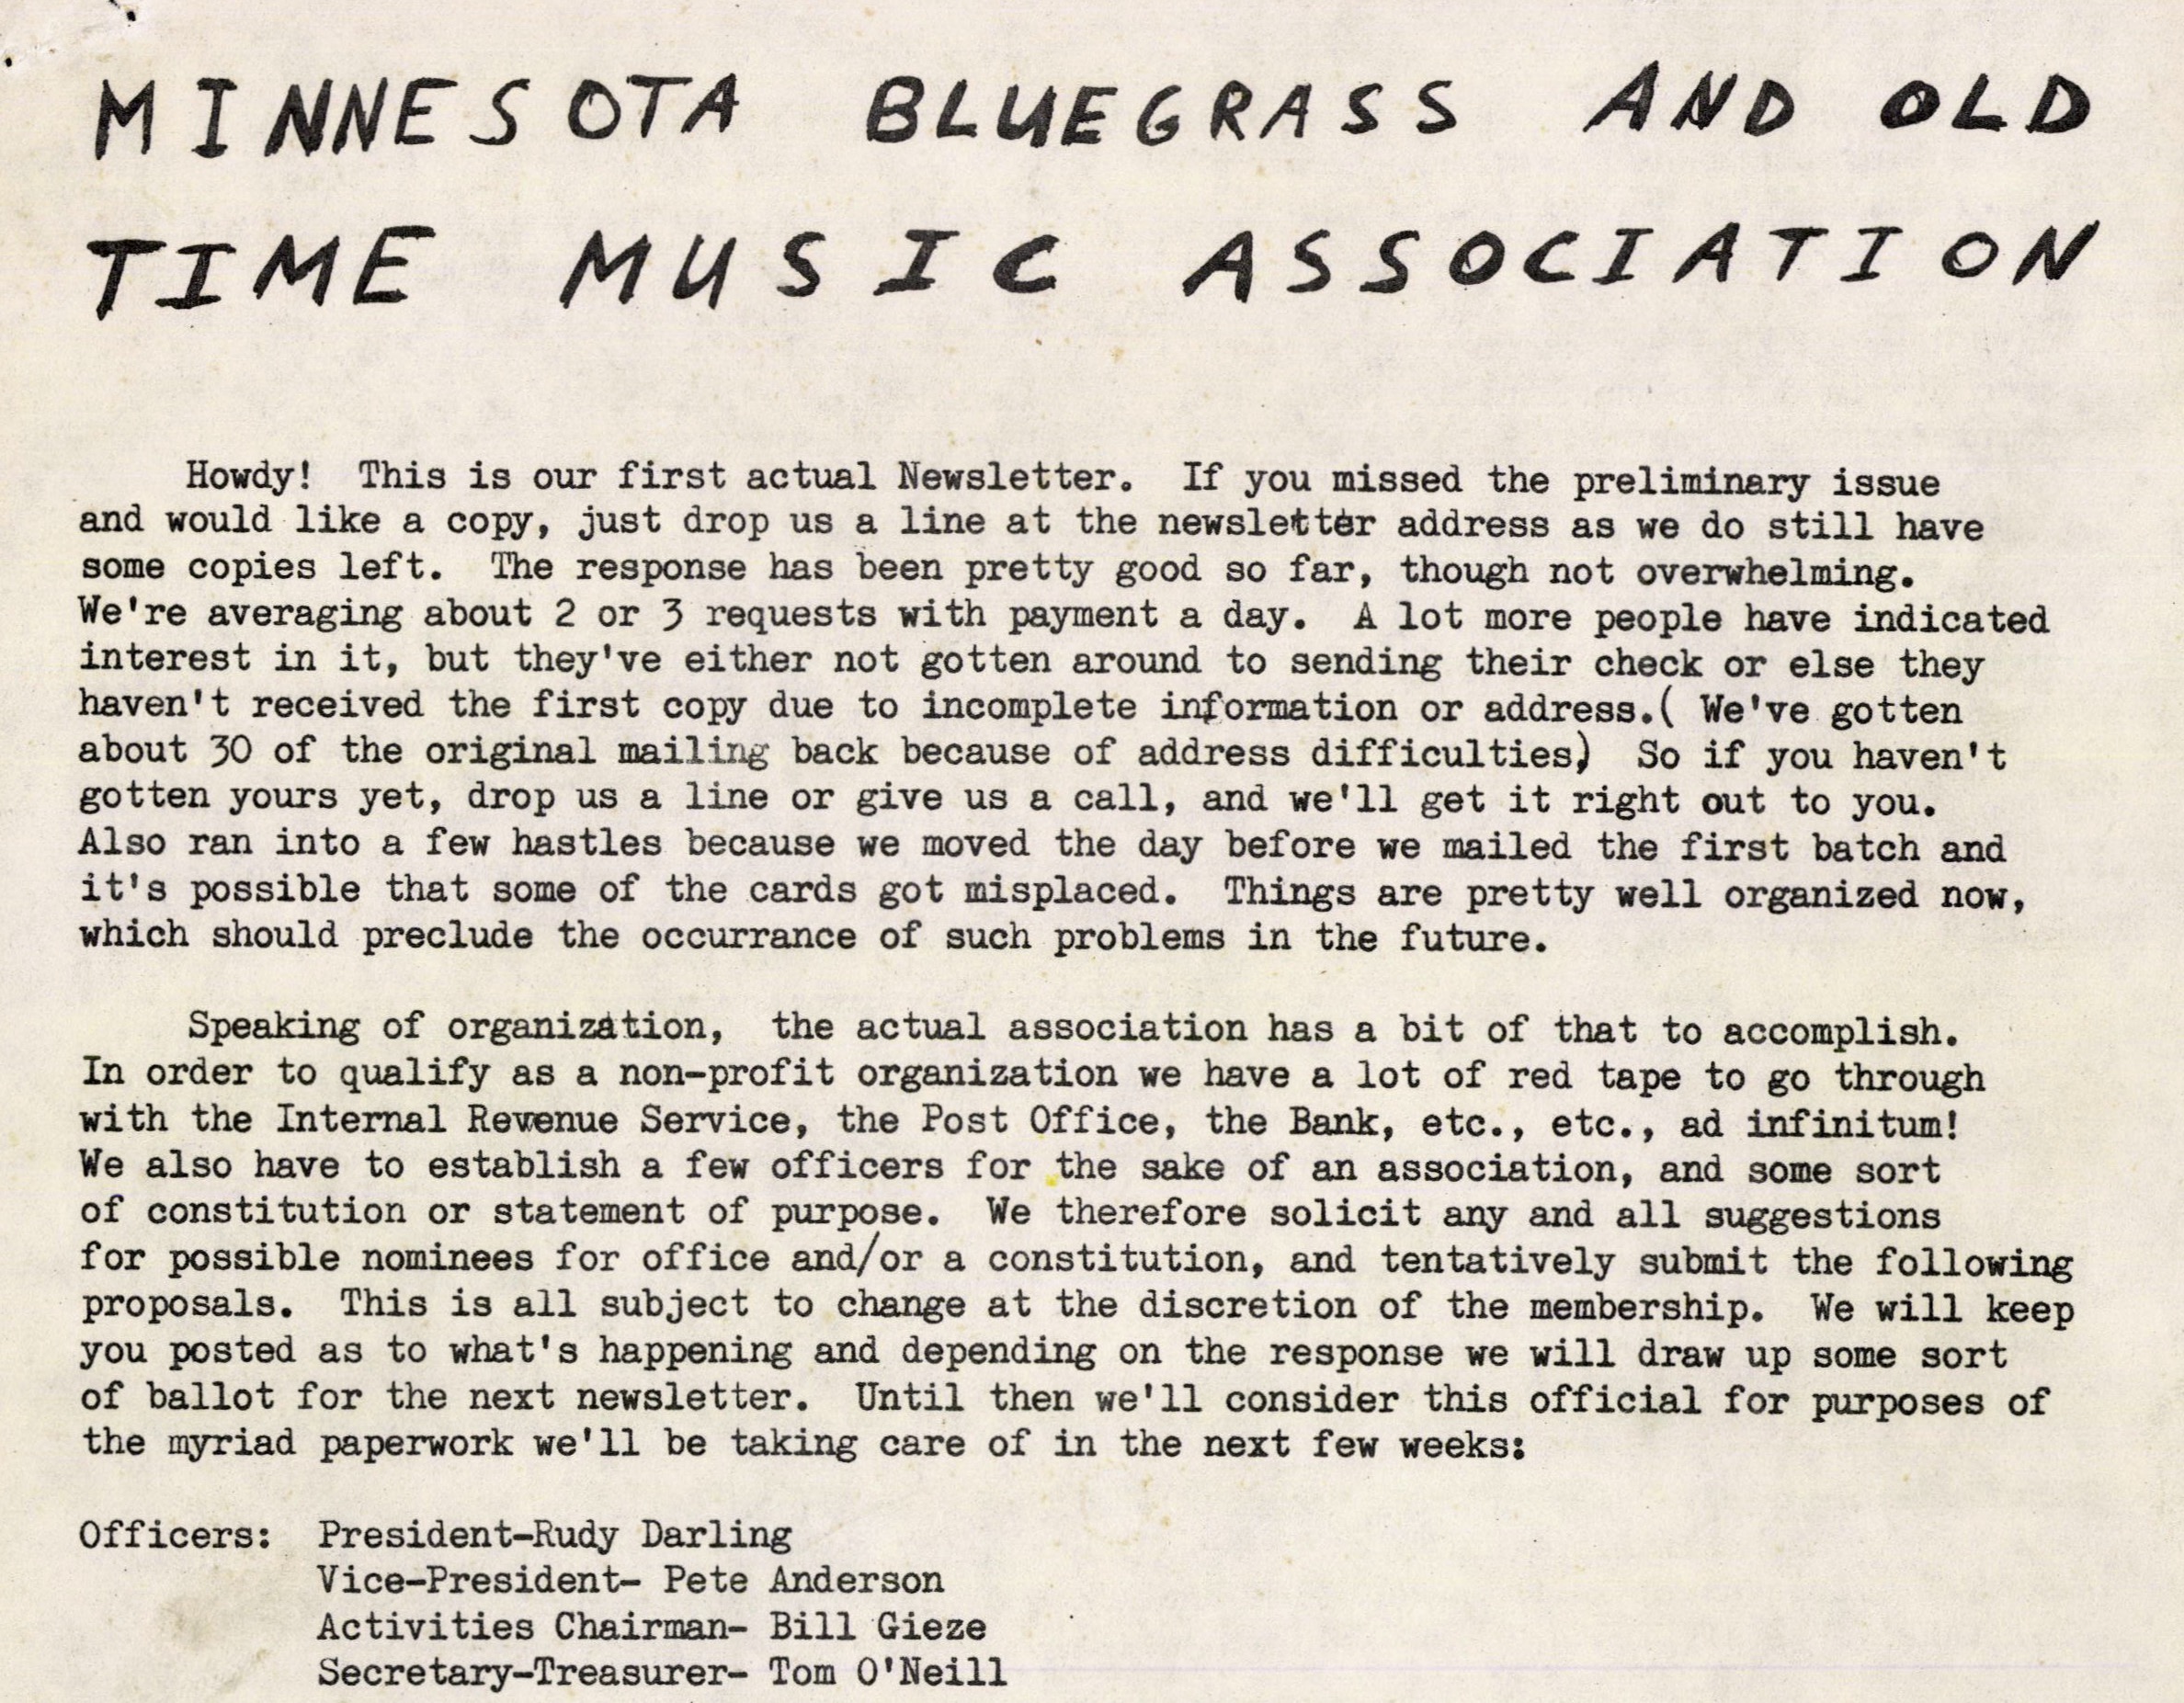 MINNESOTA BLUEGRASS AND OLD
TIME MUSIC ASSOCIATION
Howdy! This is our first actual Newsletter. If you missed the preliminary issue
and would like a copy, just drop us a line at the newsletter address as we do still have
some copies left. The response has been pretty good so far, though not overwhelming.
We're averaging about 2 or 3 requests with payment a day. A lot more people have indicated
interest in it, but they've either not gotten around to sending their check or else they
haven't received the first copy due to incomplete information or address.( We've gotten
about 30 of the original mailing back because of address difficulties) So if you haven't
gotten yours yet, drop us a line or give us a call, and we'll get it right out to you.
Also ran into a few hastles because we moved the day before we mailed the first batch and
it's possible that some of the cards got misplaced. Things are pretty well organized now,
which should preclude the occurrance of such problems in the future.
Speaking of organization, the actual association has a bit of that to accomplish.
In order to qualify as a non-profit organization we have a lot of red tape to go through
with the Internal Revenue Service, the Post Office, the Bank, etc., etc., ad infinitum!
We also have to establish a few officers for the sake of an association, and some sort
of constitution or statement of purpose. We therefore solicit any and all suggestions
for possible nominees for office and/or a constitution, and tentatively submit the following
proposals. This is all subject to change at the discretion of the membership. We will keep
you posted as to what's happening and depending on the response we will draw up some sort
of ballot for the next newsletter. Until then we'll consider this official for purposes of
the myriad paperwork we'll be taking care of in the next few weeks:
Officers: President-Rudy Darling
Vice-President- Pete Anderson
Activities Chairman- Bill Gieze
Secretary-Treasurer- Tom O'Neill